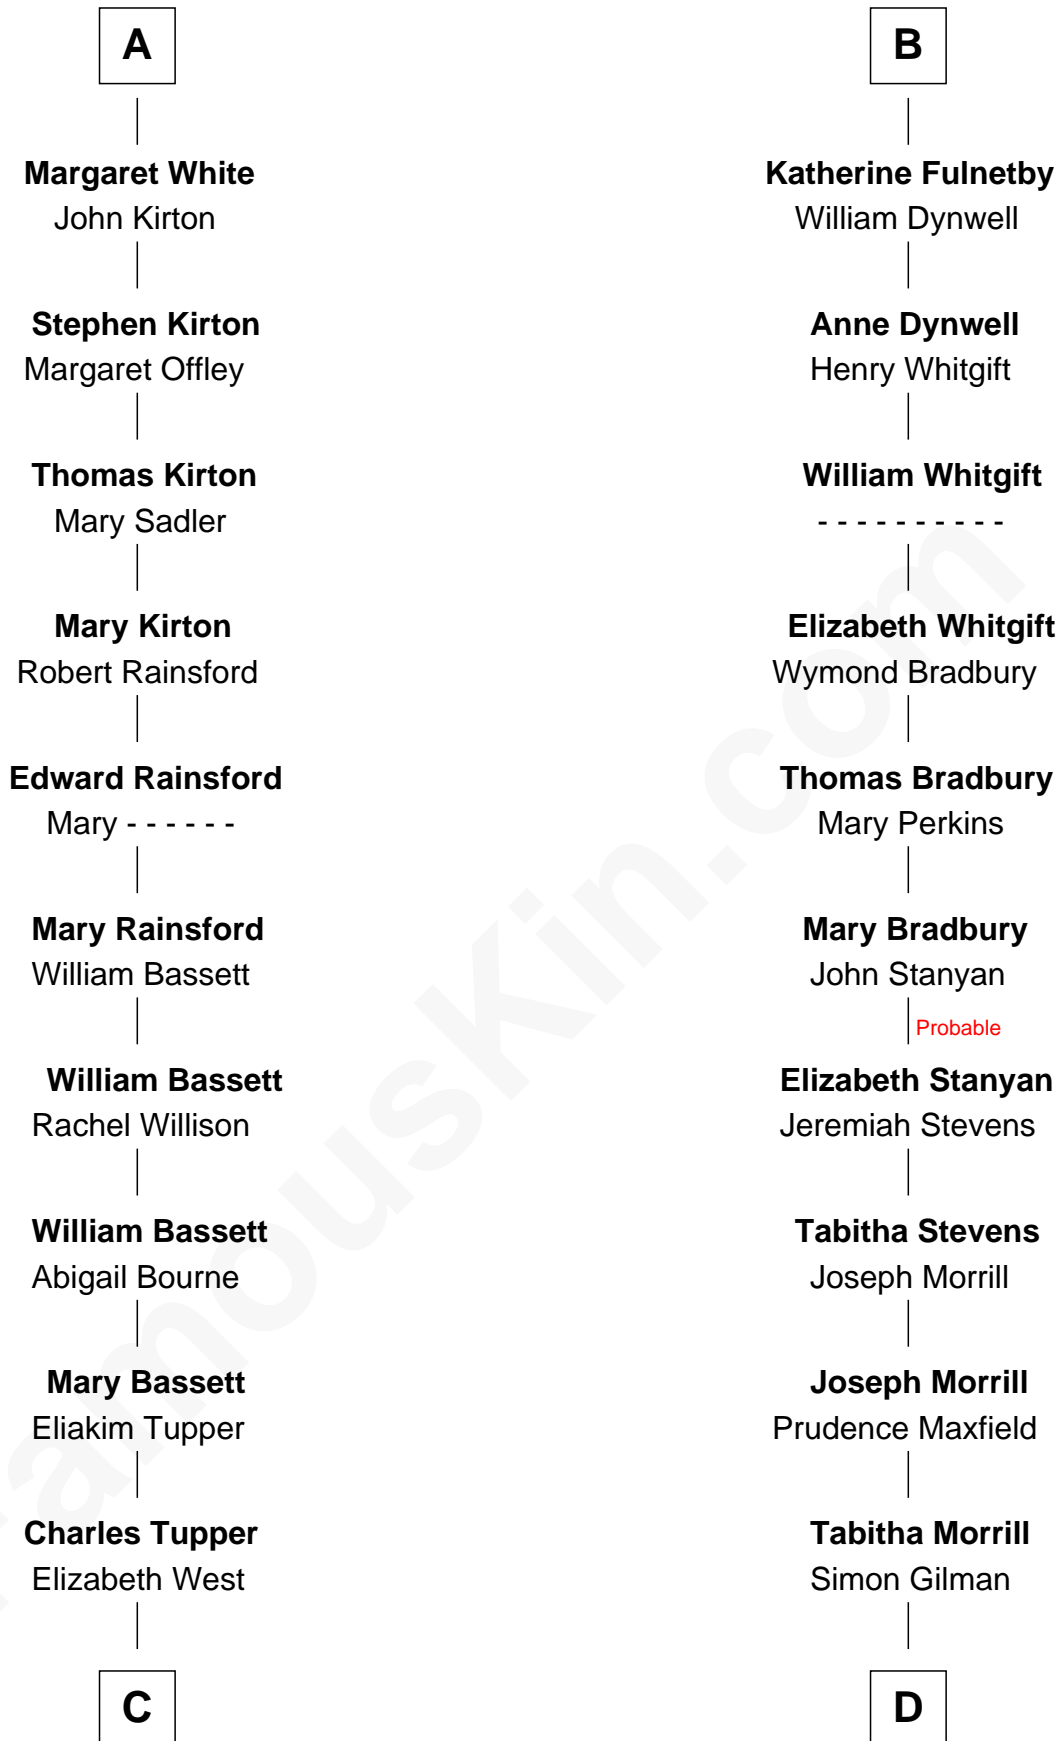 A
Margaret White
John Kirton
Stephen Kirton
Margaret Offley
Thomas Kirton
Mary Sadler
Mary Kirton
Robert Rainsford
Edward Rainsford
Mary - - - - - -
Mary Rainsford
William Bassett
William Bassett
Rachel Willison
William Bassett
Abigail Bourne
Mary Bassett
Eliakim Tupper
Charles Tupper
Elizabeth West
C
B
Katherine Fulnetby
William Dynwell
Anne Dynwell
Henry Whitgift
William Whitgift
- - - - - - - - - -
Elizabeth Whitgift
Wymond Bradbury
Thomas Bradbury
Mary Perkins
Mary Bradbury
John Stanyan
Probable
Elizabeth Stanyan
Jeremiah Stevens
Tabitha Stevens
Joseph Morrill
Joseph Morrill
Prudence Maxfield
Tabitha Morrill
Simon Gilman
D
FamousKin.com